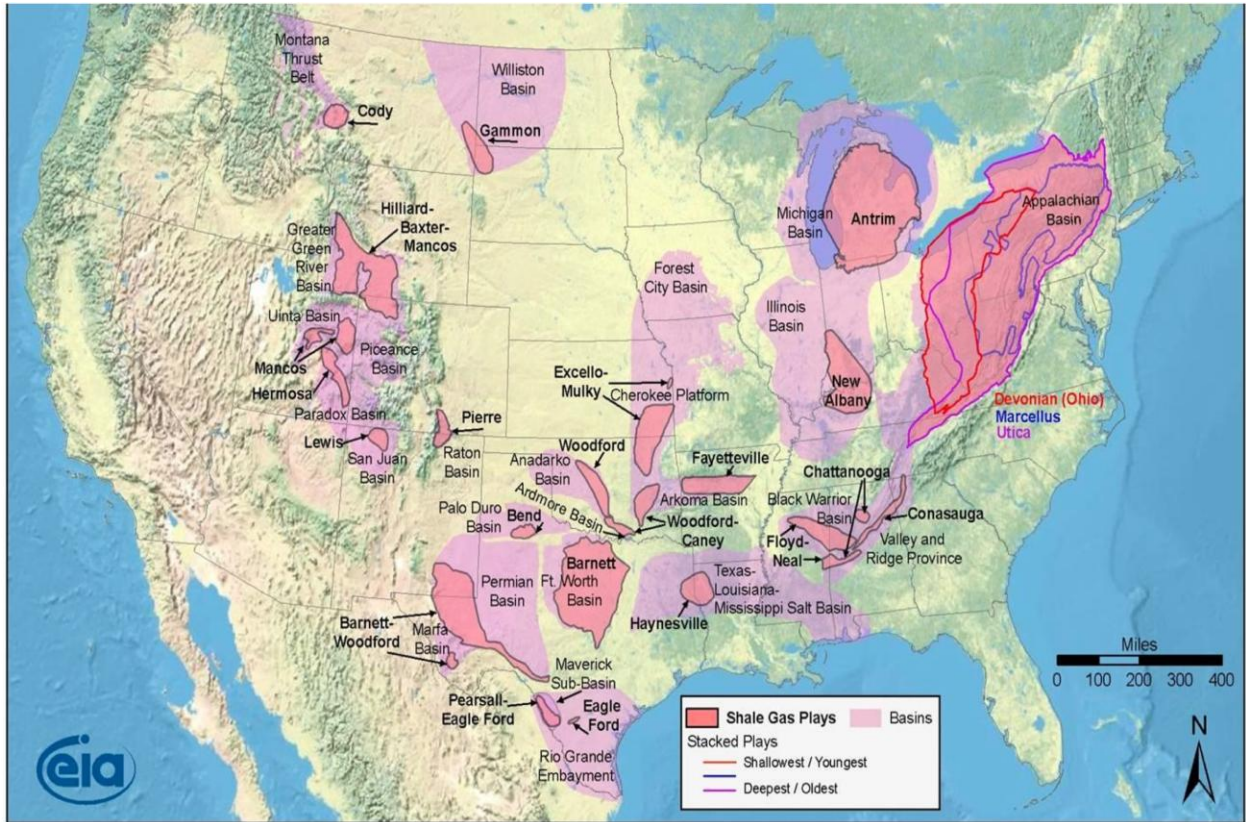 Montana
Thrust
Belt
Cody
Williston
Basin
Gammon
Hilliard-
Baxter-
Mancos
Greater
Green
River
Basin
Uinta Basin
Mancos
Piceance
Basin
Hermosa
Paradox Basin
Lewis
San Juan
Basin
Pierre
Raton
Basin
Michigan
Basin
Antrim
Appalachian
Basin
Forest
City Basin
Illinois
Basin
New
Albany
Devonian (Ohio)
Marcellus
Utica
Excello-
Mulky
Cherokee Platform
Woodford
Anadarko
Basin
Fayetteville
Arkoma Basin
Ardmore Basin
Palo Duro
Basin
Bend
Woodford-
Caney
Chattanooga
Black Warrior
Basin
Conasauga
Floyd-
Neal
Valley and
Ridge Province
Permian
Basin
Ft. Worth
Basin
Barnett
Texas-
Louisiana-
Mississippi Salt Basin
Haynesville
Barnett-
Woodford
Marfa
Basin
Maverick
Sub-Basin
Pearsall-
Eagle Ford
Eagle
Ford
Rio Grande
Embayment
Miles
0 100 200 300 400
N
Shale Gas Plays
Basins
Stacked Plays
Shallowest / Youngest
Deepest / Oldest
eia